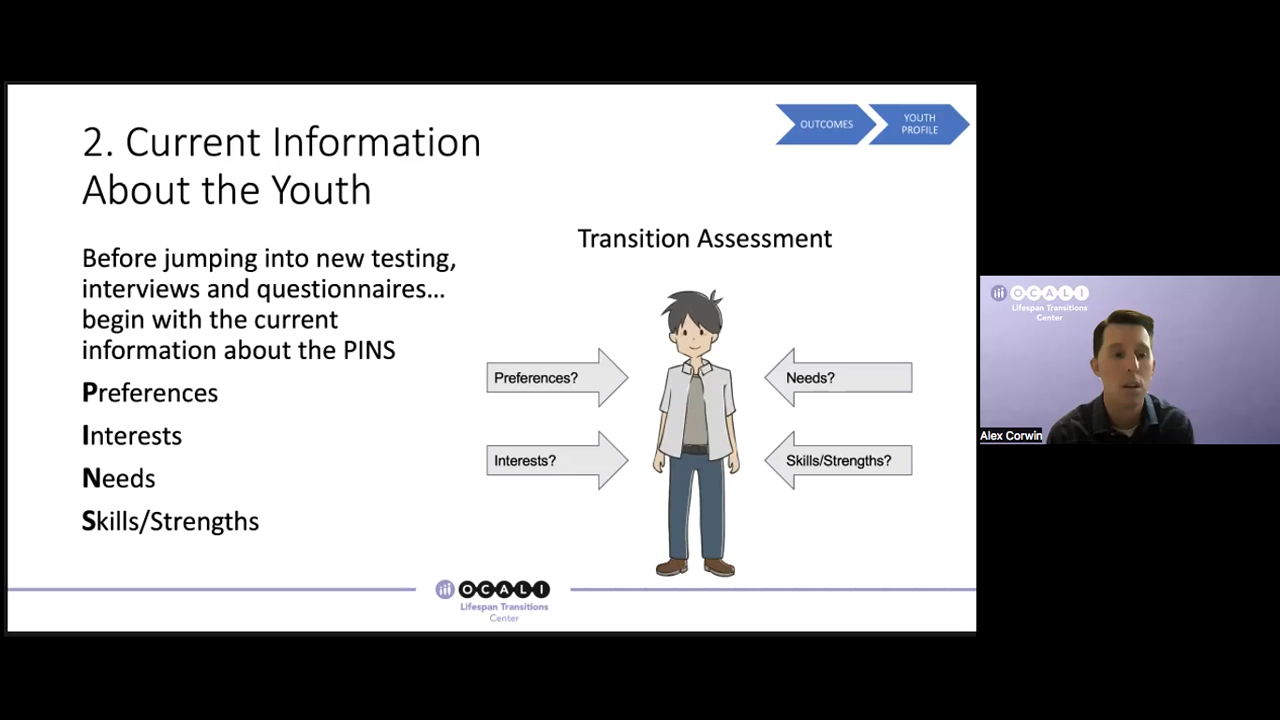 2. Current Information
About the Youth
OUTCOMES
YOUTH
PROFILE
Before jumping into new testing,
interviews and questionnaires…
begin with the current
information about the PINS
Preferences
Interests
Needs
Skills/Strengths
Transition Assessment
Preferences?
Needs?
Interests?
Skills/Strengths?
OCALI
Lifespan Transitions
Center
OCALI
Lifespan Transitions
Center
Alex Corwin